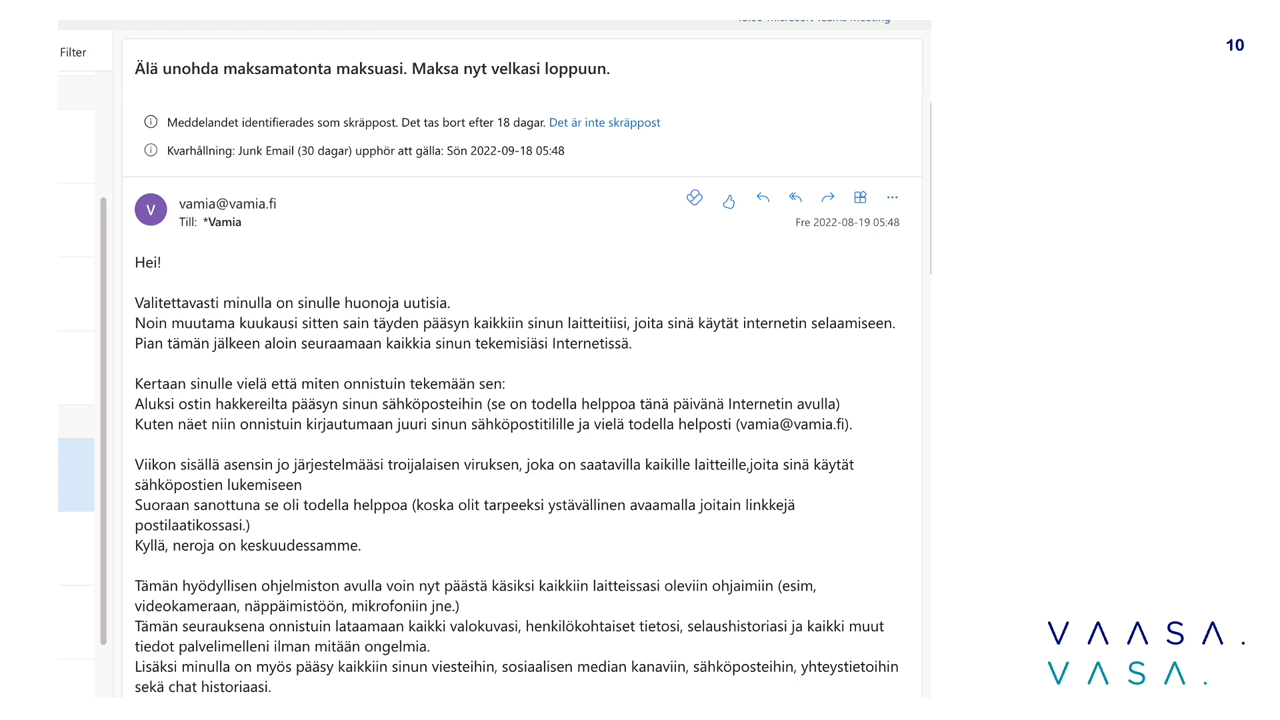 10
Filter
Älä unohda maksamatonta maksuasi. Maksa nyt velkasi loppuun.
Meddelandet identifierades som skräppost. Det tas bort efter 18 dagar. Det är inte skräppost
Kvarhållning: Junk Email (30 dagar) upphör att gälla: Sön 2022-09-18 05:48
V
vamia@vamia.fi
Till: *Vamia
Fre 2022-08-19 05:48
Hei!
Valitettavasti minulla on sinulle huonoja uutisia.
Noin muutama kuukausi sitten sain täyden pääsyn kaikkiin sinun laitteitiisi, joita sinä käytät internetin selaamiseen.
Pian tämän jälkeen aloin seuraamaan kaikkia sinun tekemisiäsi Internetissä.
Kertaan sinulle vielä että miten onnistuin tekemään sen:
Aluksi ostin hakkereilta pääsyn sinun sähköposteihin (se on todella helppoa tänä päivänä Internetin avulla)
Kuten näet niin onnistuin kirjautumaan juuri sinun sähköpostitilille ja vielä todella helposti (vamia@vamia.fi).
Viikon sisällä asensin jo järjestelmääsi troijalaisen viruksen, joka on saatavilla kaikille laitteille,joita sinä käytät
sähköpostien lukemiseen
Suoraan sanottuna se oli todella helppoa (koska olit tarpeeksi ystävällinen avaamalla joitain linkkejä
postilaatikossasi.)
Kyllä, neroja on keskuudessamme.
Tämän hyödyllisen ohjelmiston avulla voin nyt päästä käsiksi kaikkiin laitteissasi oleviin ohjaimiin (esim,
videokameraan, näppäimistöön, mikrofoniin jne.)
Tämän seurauksena onnistuin lataamaan kaikki valokuvasi, henkilökohtaiset tietosi, selaushistoriasi ja kaikki muut
tiedot palvelimelleni ilman mitään ongelmia.
Lisäksi minulla on myös pääsy kaikkiin sinun viesteihin, sosiaalisen median kanaviin, sähköposteihin, yhteystietoihin
sekä chat historiaasi.
VAASA.
VASA.